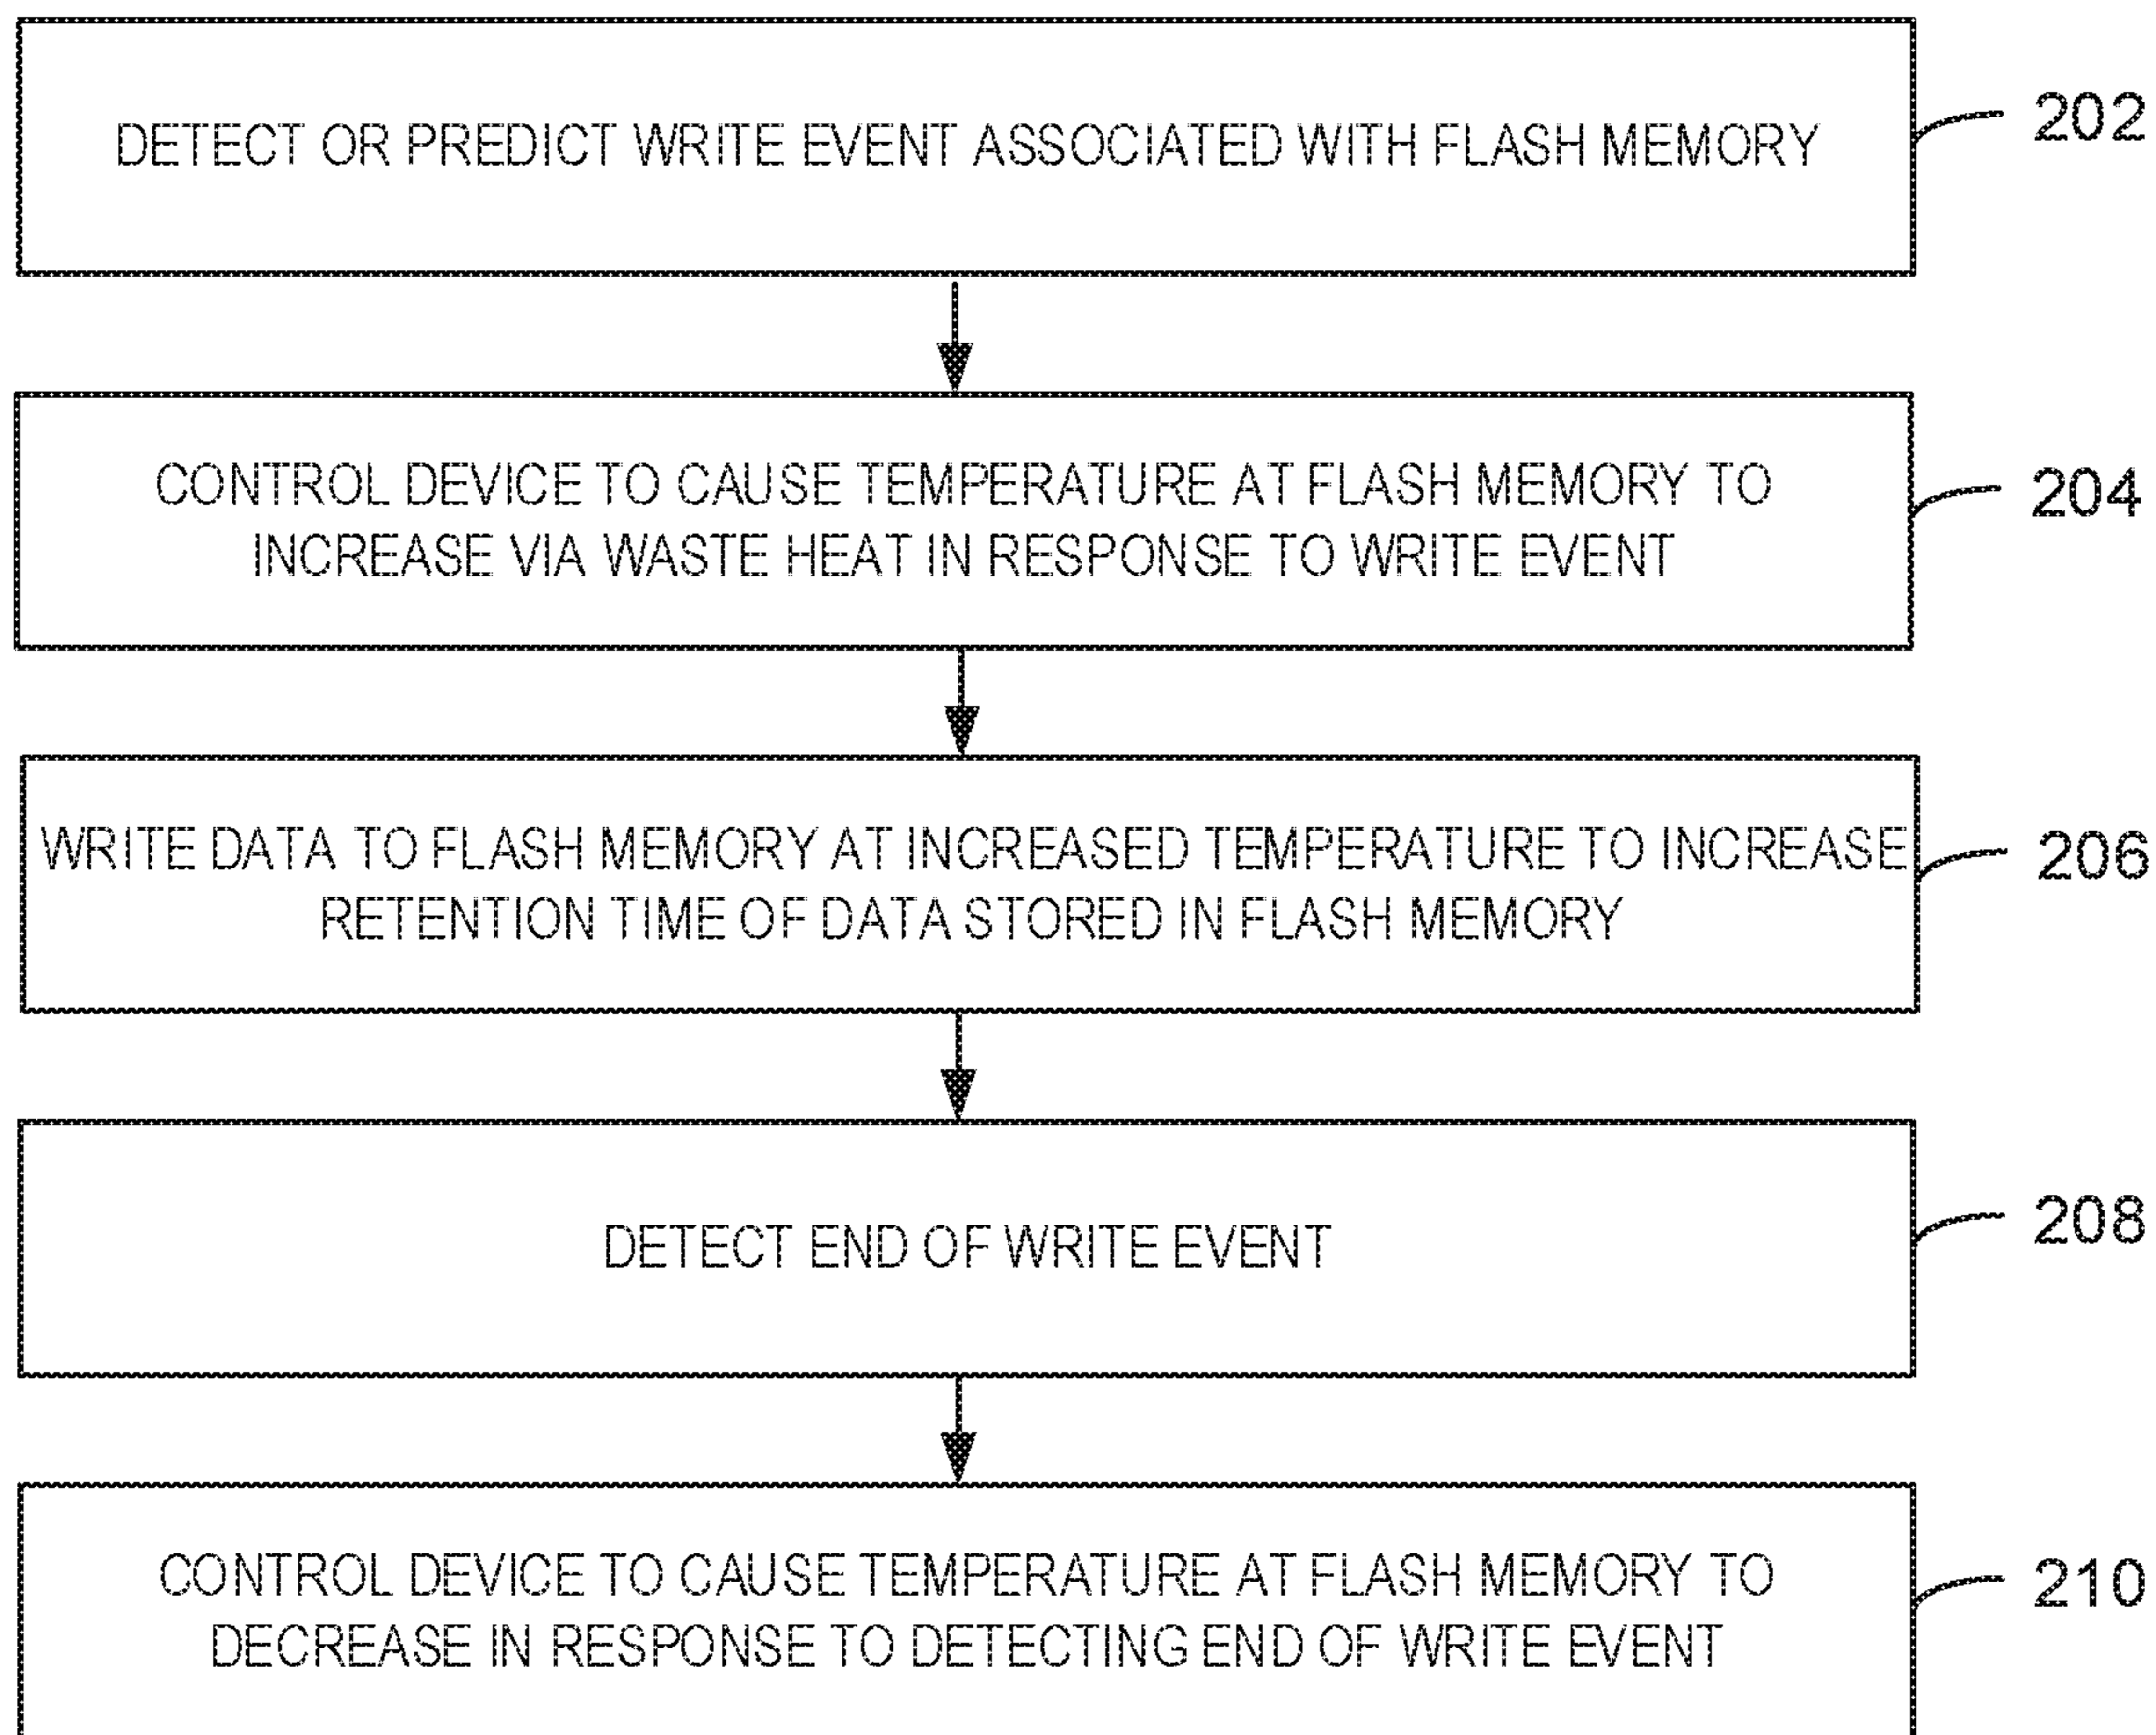 DETECT OR PREDICT WRITE EVENT ASSOCIATED WITH FLASH MEMORY
202
CONTROL DEVICE TO CAUSE TEMPERATURE AT FLASH MEMORY TO
INCREASE VIA WASTE HEAT IN RESPONSE TO WRITE EVENT
204
WRITE DATA TO FLASH MEMORY AT INCREASED TEMPERATURE TO INCREASE
RETENTION TIME OF DATA STORED IN FLASH MEMORY
206
DETECT END OF WRITE EVENT
208
CONTROL DEVICE TO CAUSE TEMPERATURE AT FLASH MEMORY TO
DECREASE IN RESPONSE TO DETECTING END OF WRITE EVENT
210